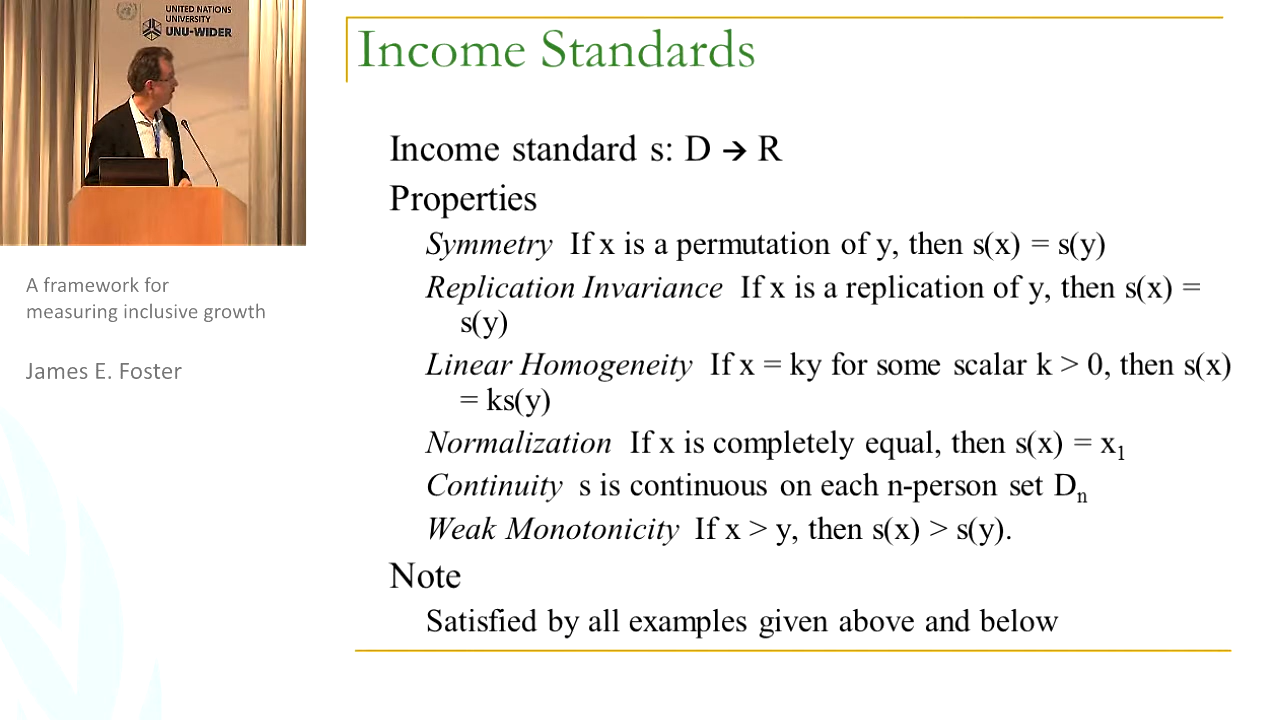 UNITED NATIONS
UNIVERSITY
UNU-WIDER
A framework for
measuring inclusive growth
James E. Foster
Income Standards
Income standard s: D ➔ R
Properties
Symmetry If x is a permutation of y, then s(x) = s(y)
Replication Invariance If x is a replication of y, then s(x) =
s(y)
Linear Homogeneity If x = ky for some scalar k > 0, then s(x)
= ks(y)
Normalization If x is completely equal, then s(x) = x₁
Continuity s is continuous on each n-person set Dₙ
Weak Monotonicity If x > y, then s(x) > s(y).
Note
Satisfied by all examples given above and below